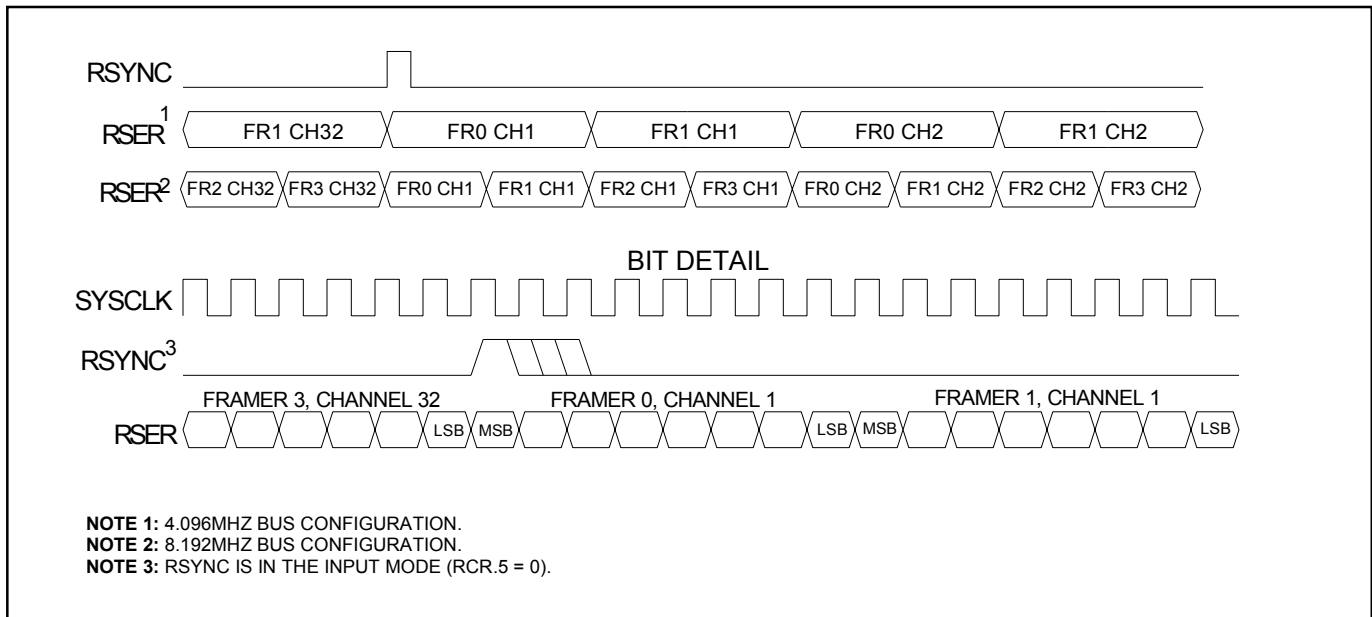 RSYNC
RSER1 FR1 CH32 FR0 CH1 FR1 CH1 FR0 CH2 FR1 CH2
RSER2 FR2 CH32 FR3 CH32 FR0 CH1 FR1 CH1 FR2 CH1 FR3 CH1 FR0 CH2 FR1 CH2 FR2 CH2 FR3 CH2
BIT DETAIL
SYSCLK
RSYNC3
FRAMER 3, CHANNEL 32 FRAMER 0, CHANNEL 1 FRAMER 1, CHANNEL 1
RSER LSB MSB LSB MSB LSB
NOTE 1: 4.096MHZ BUS CONFIGURATION.
NOTE 2: 8.192MHZ BUS CONFIGURATION.
NOTE 3: RSYNC IS IN THE INPUT MODE (RCR.5 = 0).